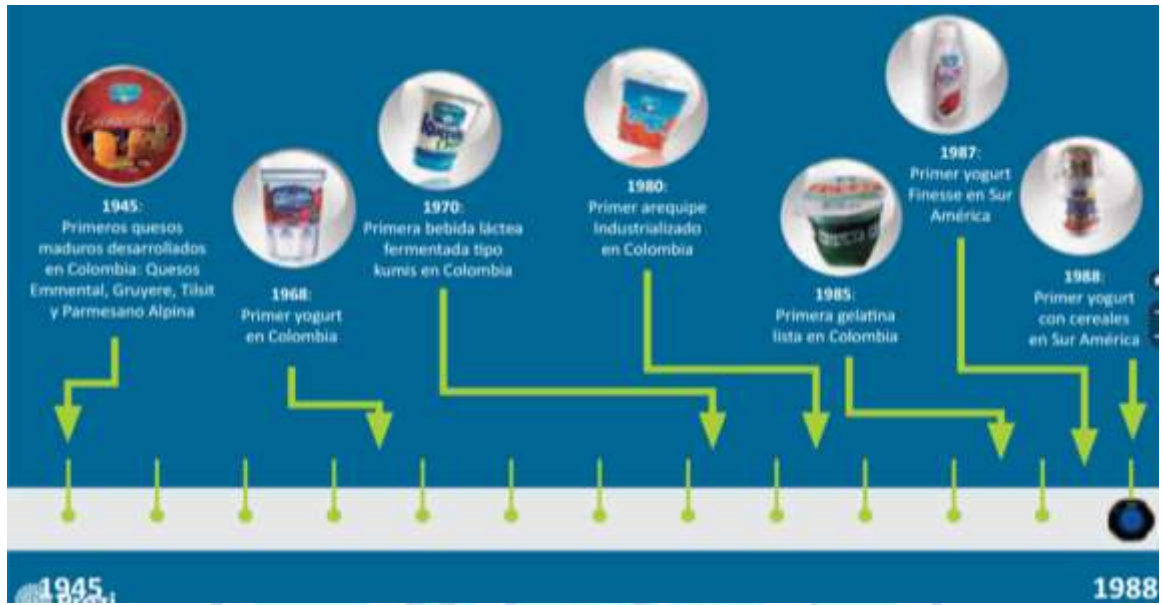 1945:
Primeros quesos
maduros desarrollados
en Colombia: Quesos
Emmental, Gruyere, Tilsit
y Parmesano Alpina
1968:
Primer yogurt
en Colombia
1970:
Primera bebida láctea
fermentada tipo
kumis en Colombia
1980:
Primer arequipe
Industrializado
en Colombia
1985:
Primera gelatina
lista en Colombia
1987:
Primer yogurt
Finesse en Sur
América
1988:
Primer yogurt
con cereales
en Sur América
1945
1988
Prezi